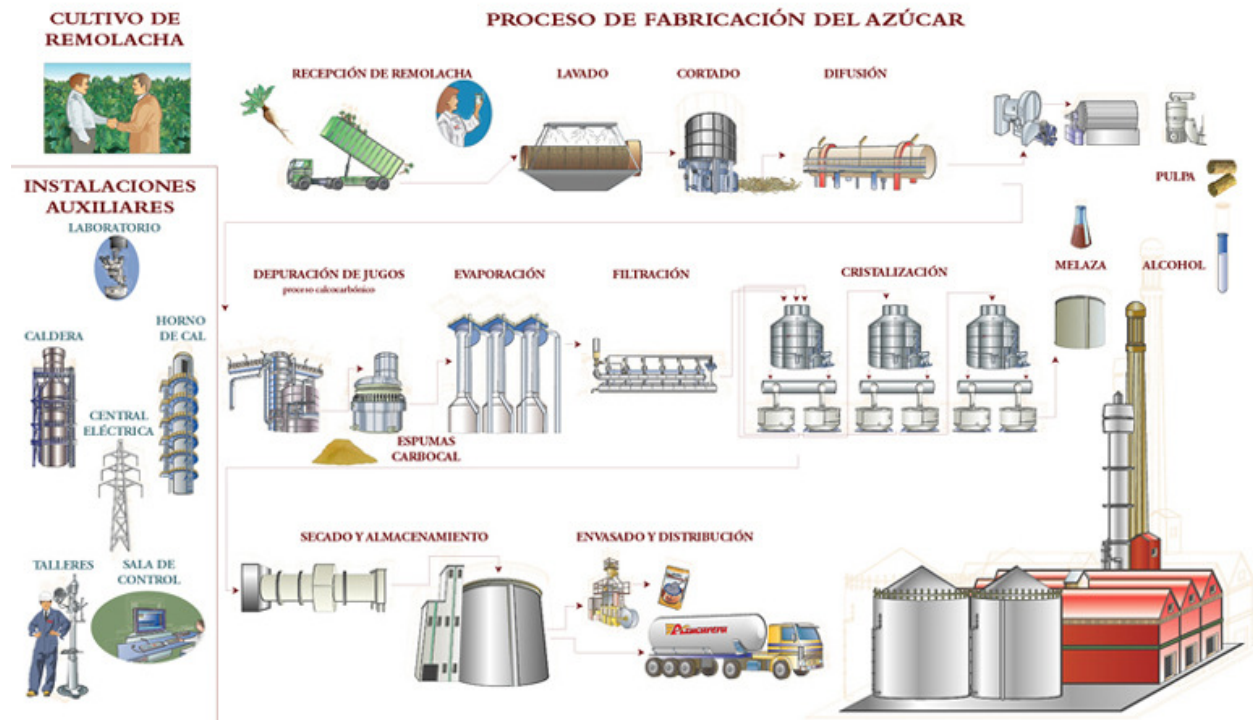 CULTIVO DE
REMOLACHA
PROCESO DE FABRICACIÓN DEL AZÚCAR
RECEPCIÓN DE REMOLACHA
LAVADO
CORTADO
DIFUSIÓN
PULPA
INSTALACIONES
AUXILIARES
LABORATORIO
CALDERA
HORNO
DE CAL
CENTRAL
ELÉCTRICA
TALLERES
SALA DE
CONTROL
DEPURACIÓN DE JUGOS
proceso calcocarbónico
EVAPORACIÓN
FILTRACIÓN
CRISTALIZACIÓN
MELAZA
ALCOHOL
ESPUMAS
CARBOCAL
SECADO Y ALMACENAMIENTO
ENVASADO Y DISTRIBUCIÓN